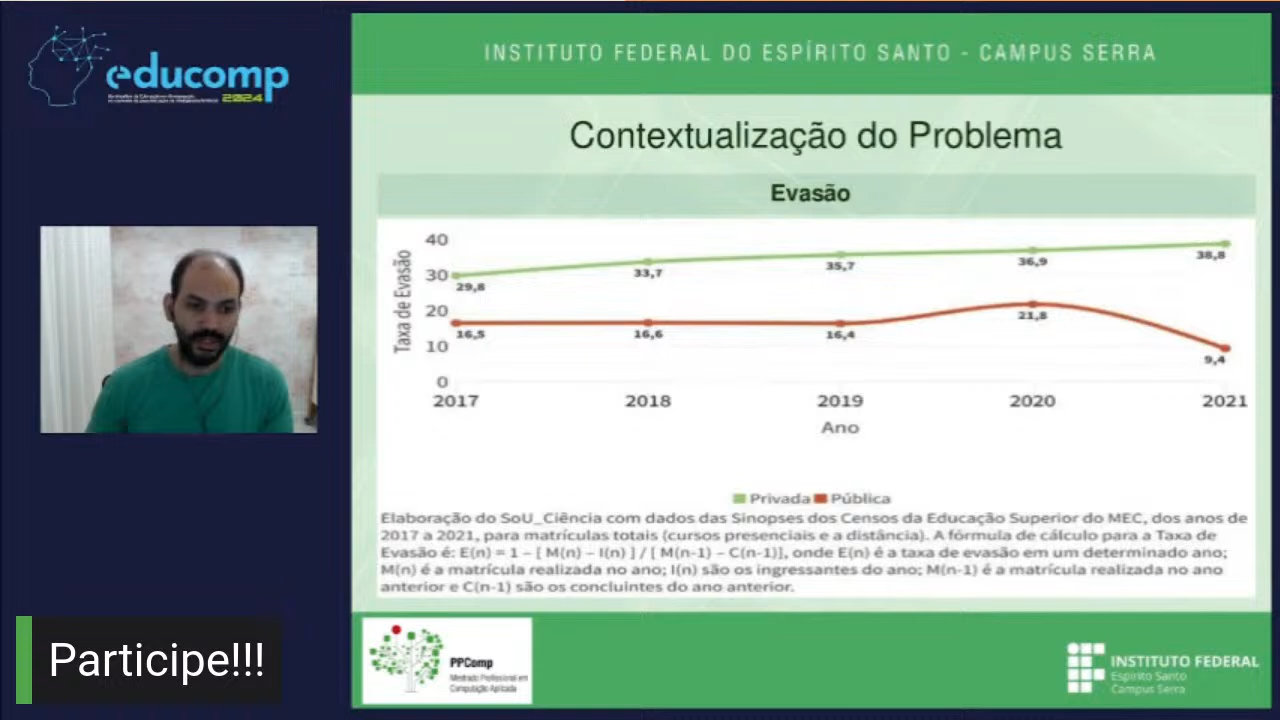 educomp
2024
INSTITUTO FEDERAL DO ESPÍRITO SANTO - CAMPUS SERRA
Contextualização do Problema
Evasão
Taxa de Evasão
40
30
20
10
0
29,8
33,7
35,7
36,9
38,8
16,5
16,6
16,4
21,8
9,4
2017
2018
2019
2020
2021
Ano
Privada
Pública
Elaboração do SoU_Ciência com dados das Sinopses dos Censos da Educação Superior do MEC, dos anos de
2017 a 2021, para matrículas totais (cursos presenciais e a distância). A fórmula de cálculo para a Taxa de
Evasão é: E(n) = 1 – [ M(n) – I(n) ] / [ M(n-1) – C(n-1)], onde E(n) é a taxa de evasão em um determinado ano;
M(n) é a matrícula realizada no ano; I(n) são os ingressantes do ano; M(n-1) é a matrícula realizada no ano
anterior e C(n-1) são os concluintes do ano anterior.
Participe!!!
PPComp
Mestrado Profissional em
Computação Aplicada
INSTITUTO FEDERAL
Espírito Santo
Campus Serra